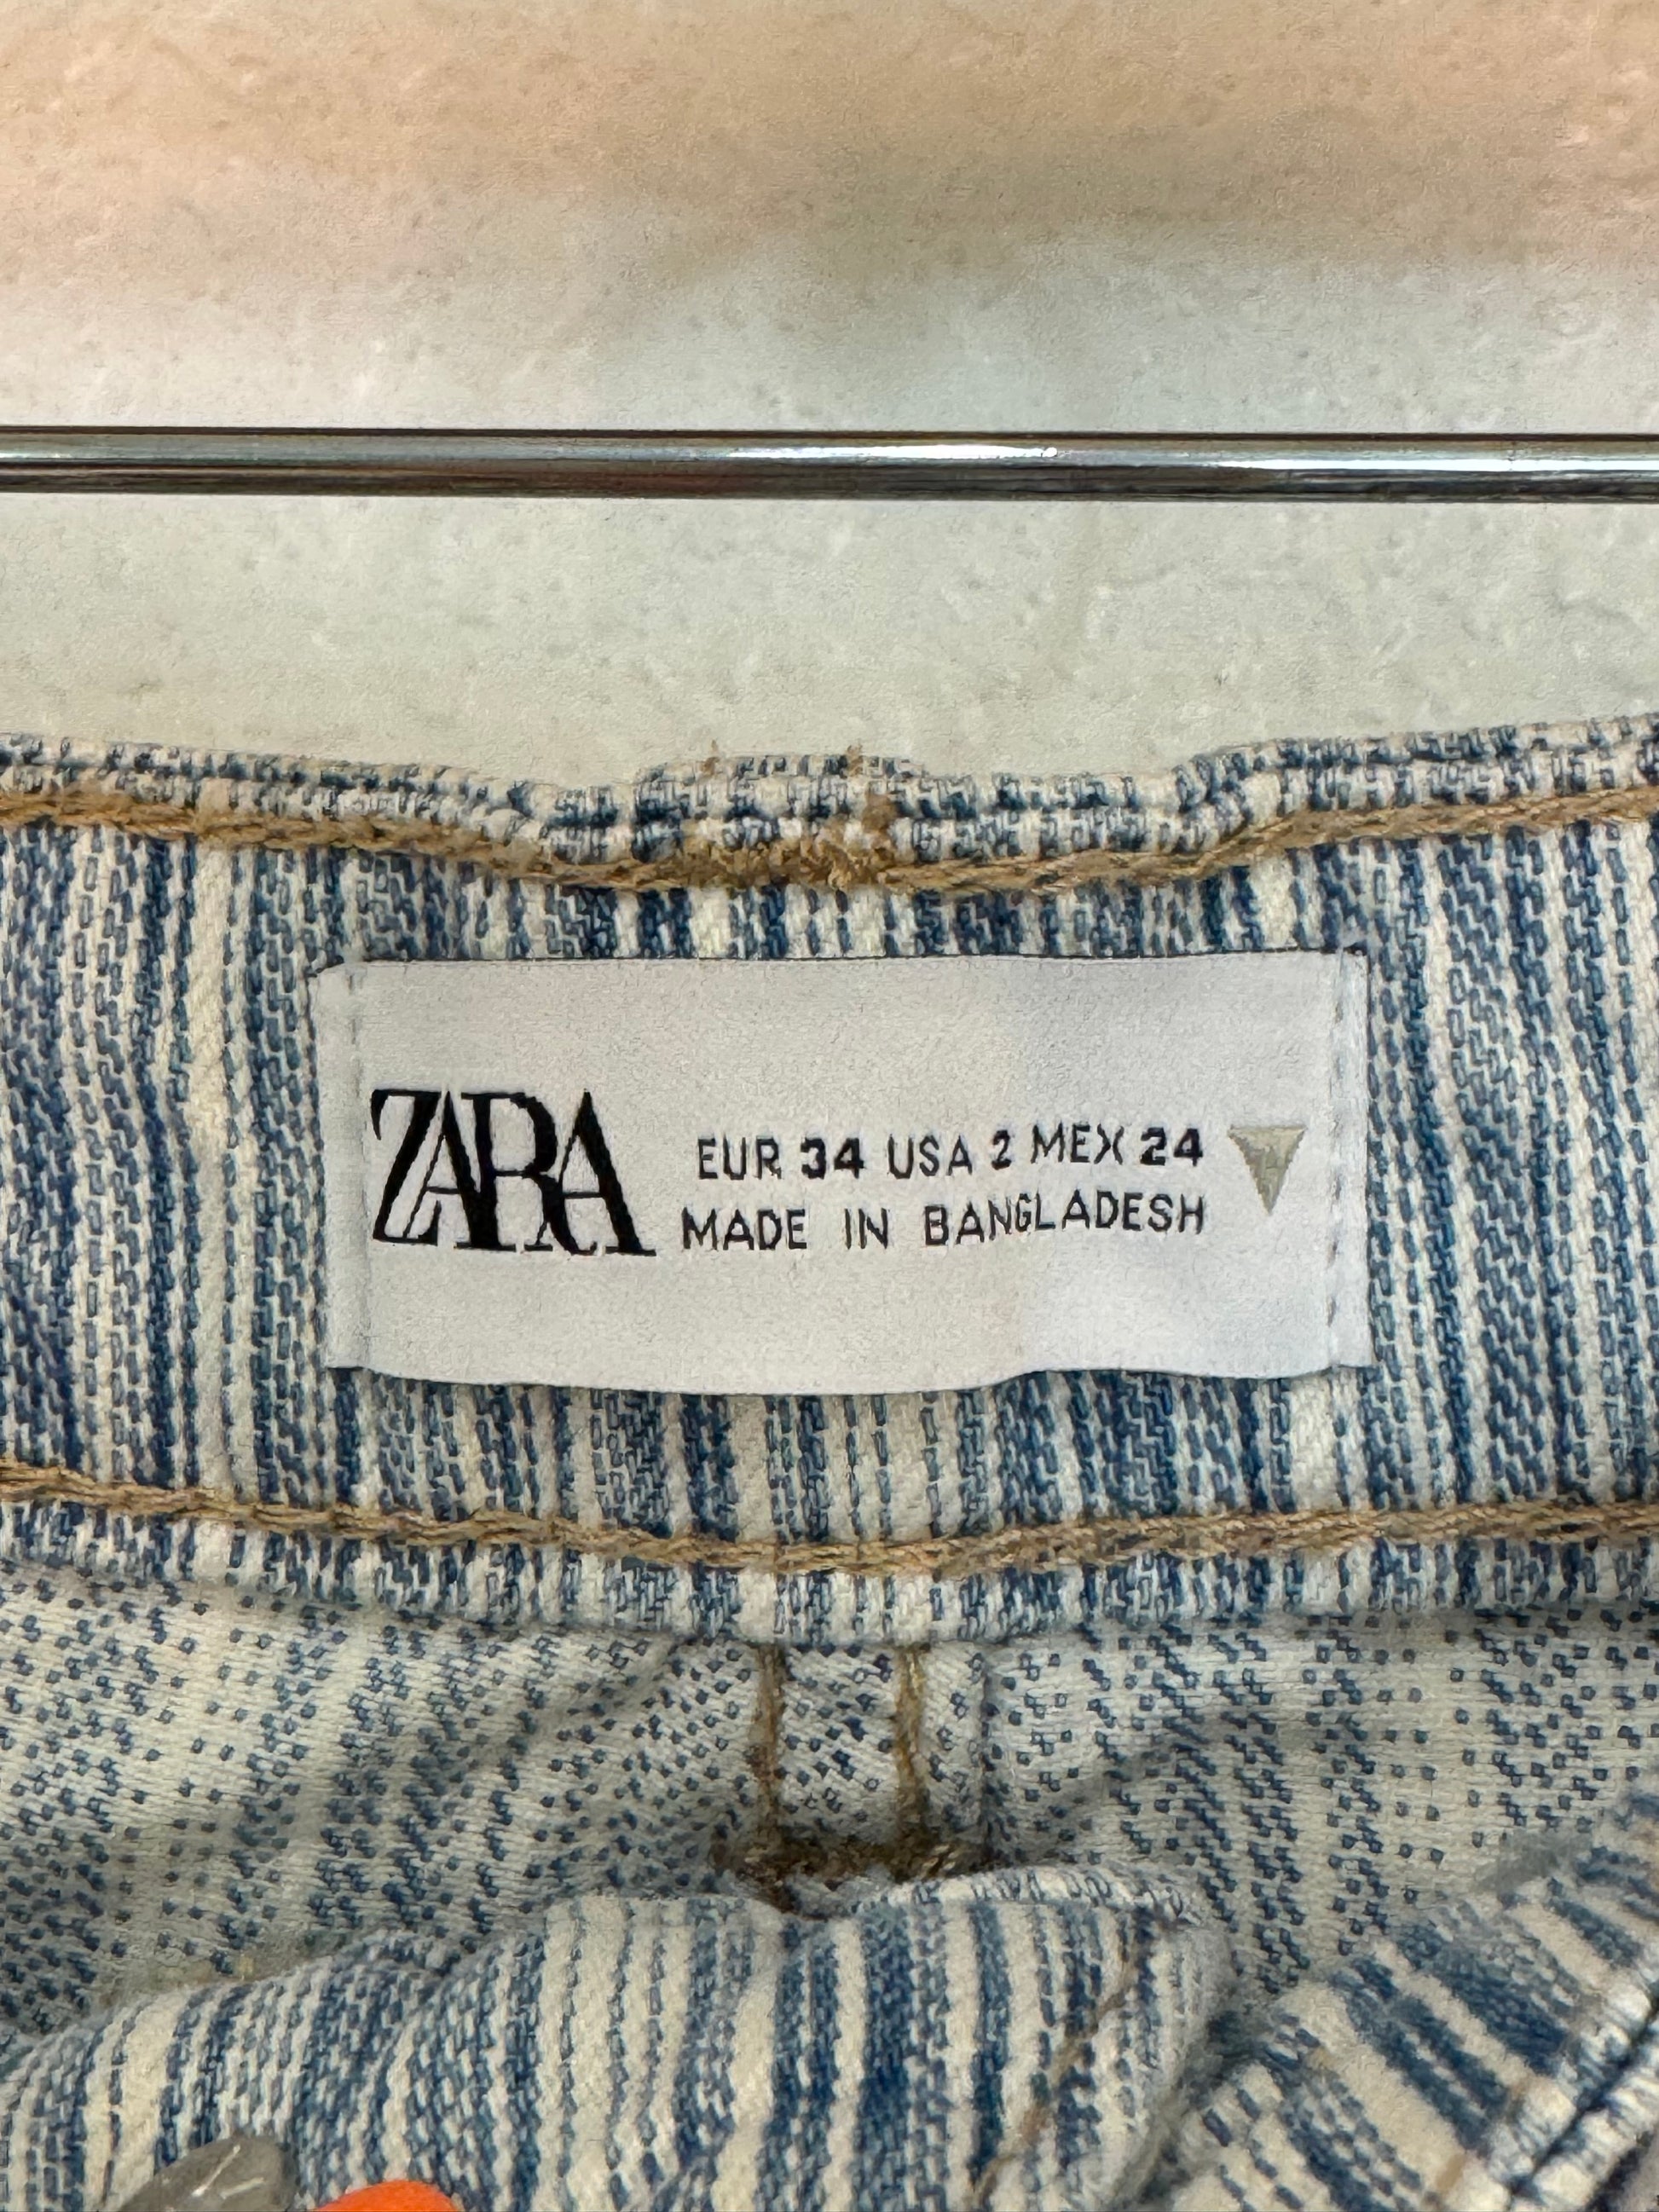 ZARA
EUR 34 USA 2 MEX 24
MADE IN BANGLADESH